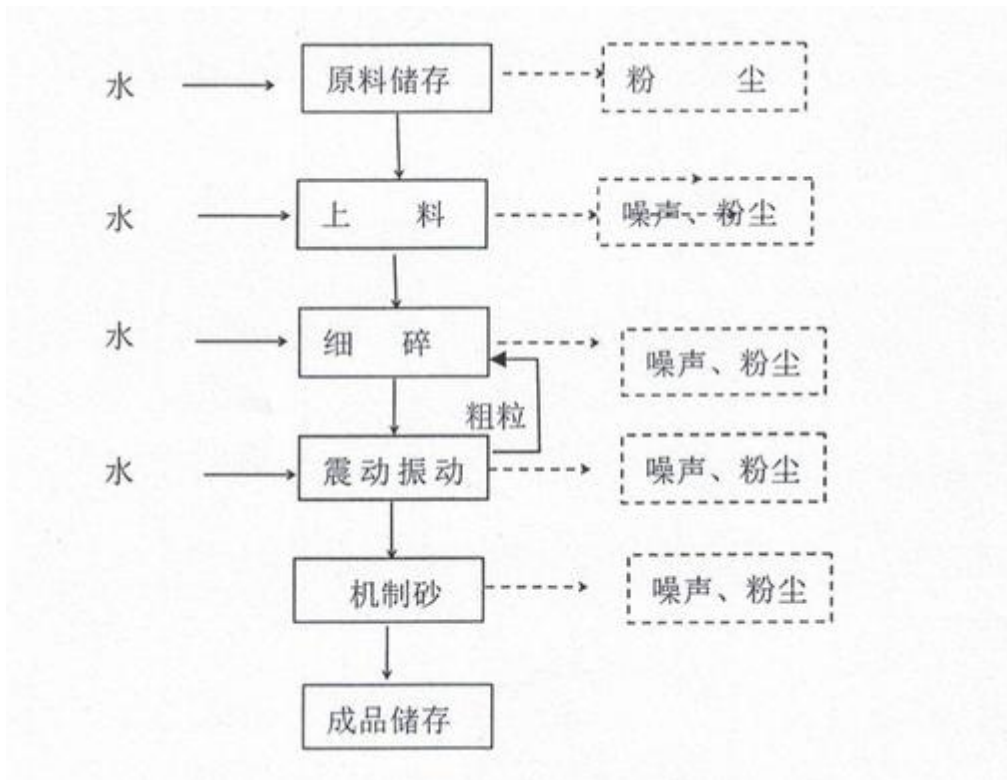 水 原料储存 粉 尘
水 上 料 噪声、粉尘
水 细 碎 噪声、粉尘
粗粒
水 震动振动 噪声、粉尘
机制砂 噪声、粉尘
成品储存